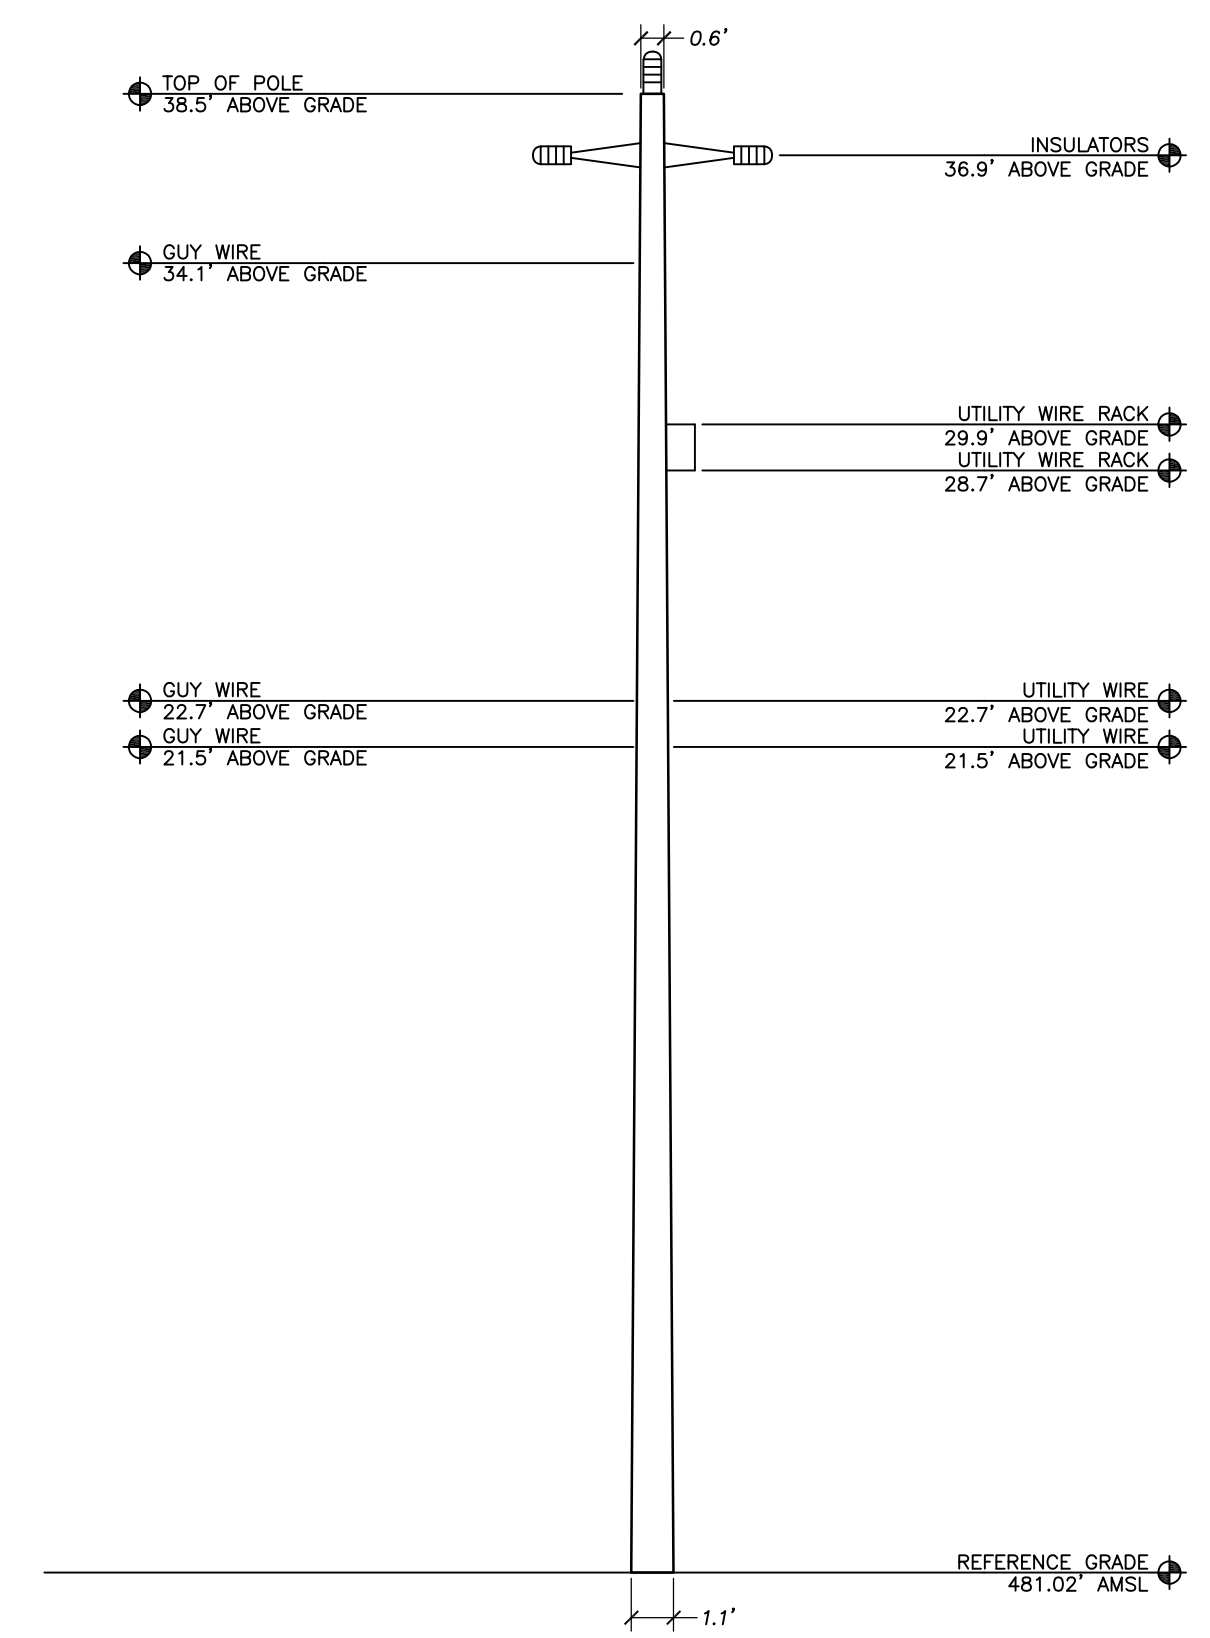 0.6'
TOP OF POLE
38.5' ABOVE GRADE
INSULATORS
36.9' ABOVE GRADE
GUY WIRE
34.1' ABOVE GRADE
UTILITY WIRE RACK
29.9' ABOVE GRADE
UTILITY WIRE RACK
28.7' ABOVE GRADE
GUY WIRE
22.7' ABOVE GRADE
GUY WIRE
21.5' ABOVE GRADE
UTILITY WIRE
22.7' ABOVE GRADE
UTILITY WIRE
21.5' ABOVE GRADE
REFERENCE GRADE
481.02' AMSL
1.1'